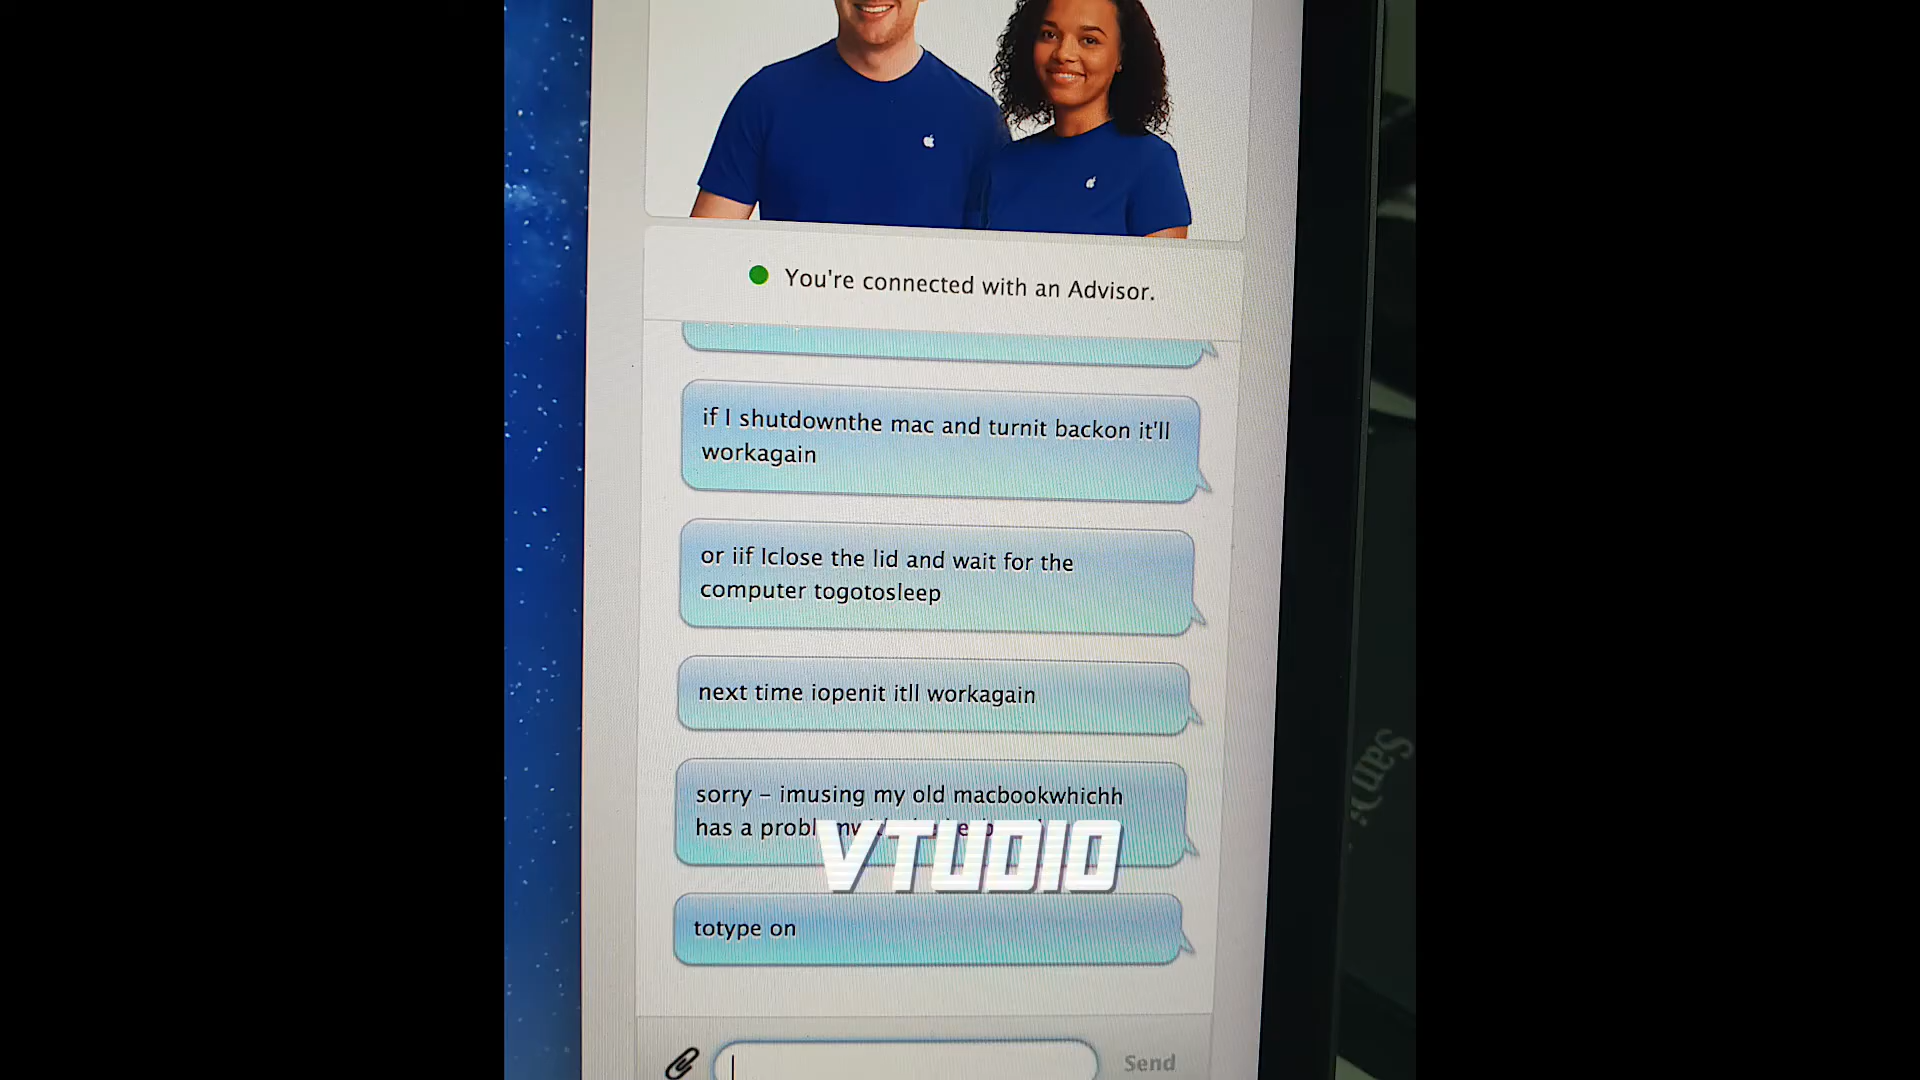 You're connected with an Advisor.
if I shutdownthe mac and turnit backon it'll
workagain
or iif Iclose the lid and wait for the
computer togotosleep
next time iopenit itll workagain
sorry – imusing my old macbookwhichh
has a
VTUDIO
totype on
Send